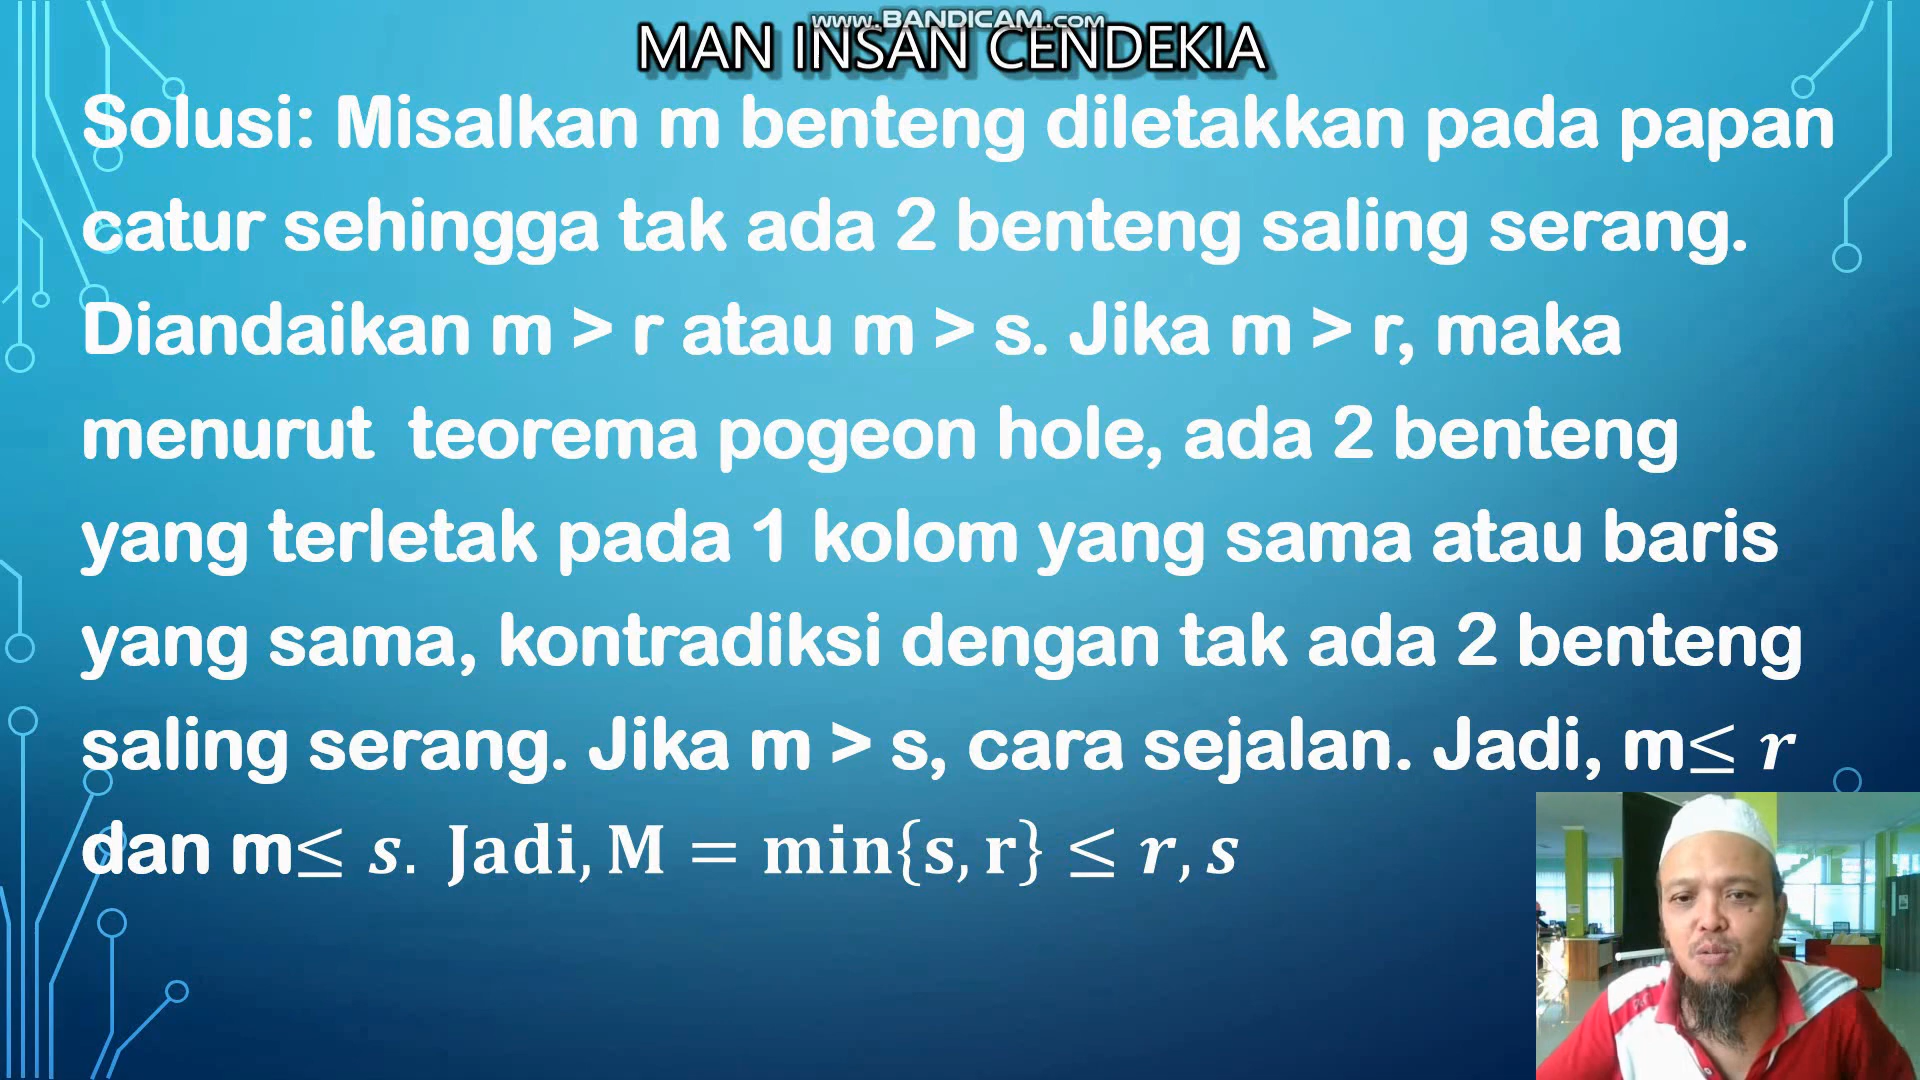 www.BANDICAM.com
MAN INSAN CENDEKIA
Solusi: Misalkan m benteng diletakkan pada papan
catur sehingga tak ada 2 benteng saling serang.
Diandaikan m > r atau m > s. Jika m > r, maka
menurut teorema pogeon hole, ada 2 benteng
yang terletak pada 1 kolom yang sama atau baris
yang sama, kontradiksi dengan tak ada 2 benteng
saling serang. Jika m > s, cara sejalan. Jadi, m≤ r
dan m≤ s. Jadi, M = min{s, r} ≤ r, s